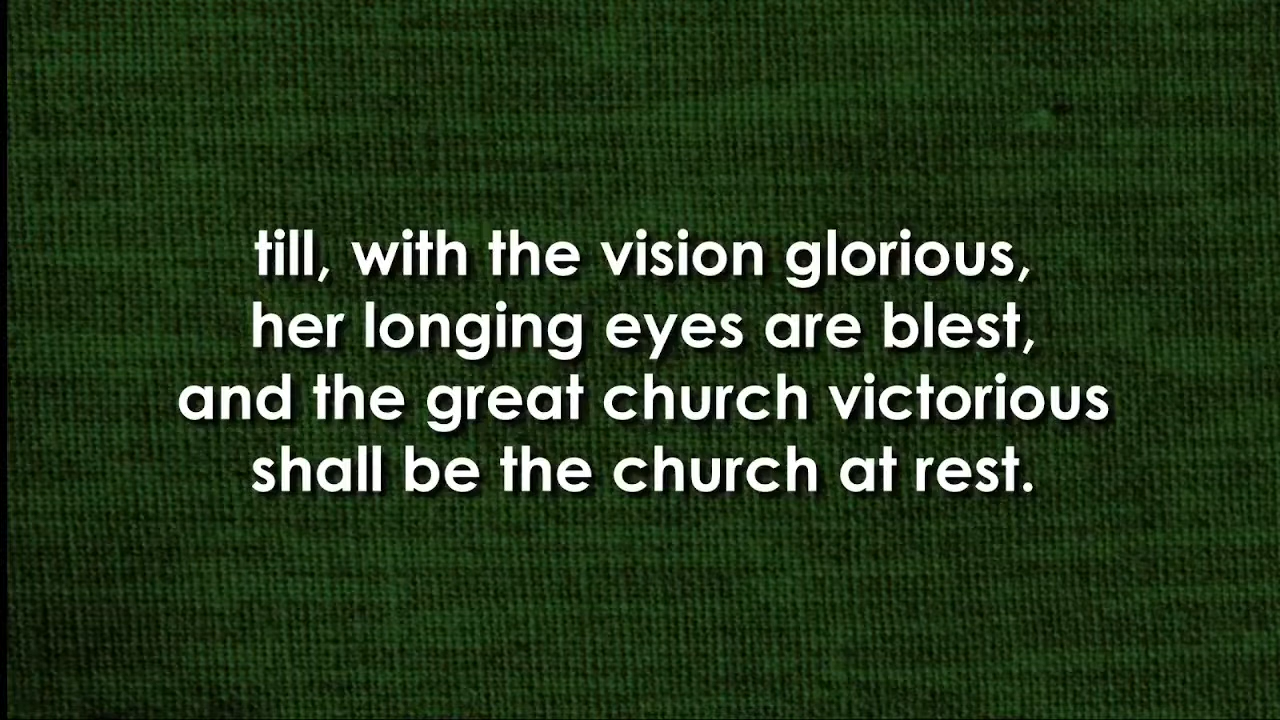 till, with the vision glorious,
her longing eyes are blest,
and the great church victorious
shall be the church at rest.